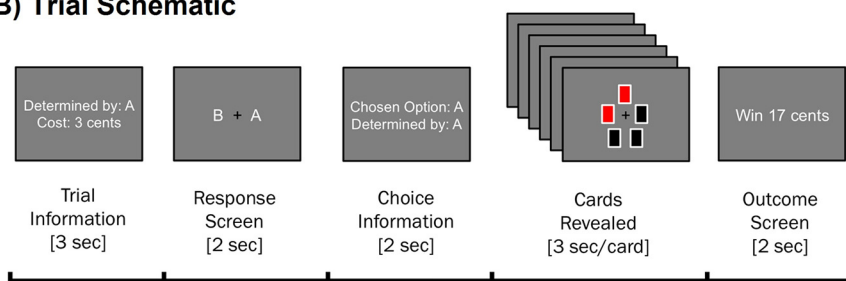 B) Trial Schematic
Determined by: A
Cost: 3 cents
B + A
Chosen Option: A
Determined by: A
+
Win 17 cents
Trial
Information
[3 sec]
Response
Screen
[2 sec]
Choice
Information
[2 sec]
Cards
Revealed
[3 sec/card]
Outcome
Screen
[2 sec]